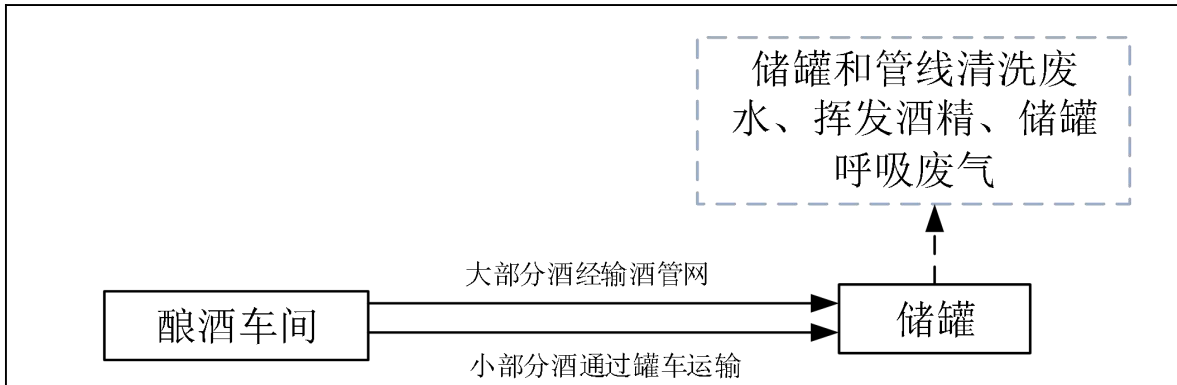 储罐和管线清洗废
水、挥发酒精、储罐
呼吸废气
大部分酒经输酒管网
酿酒车间
储罐
小部分酒通过罐车运输